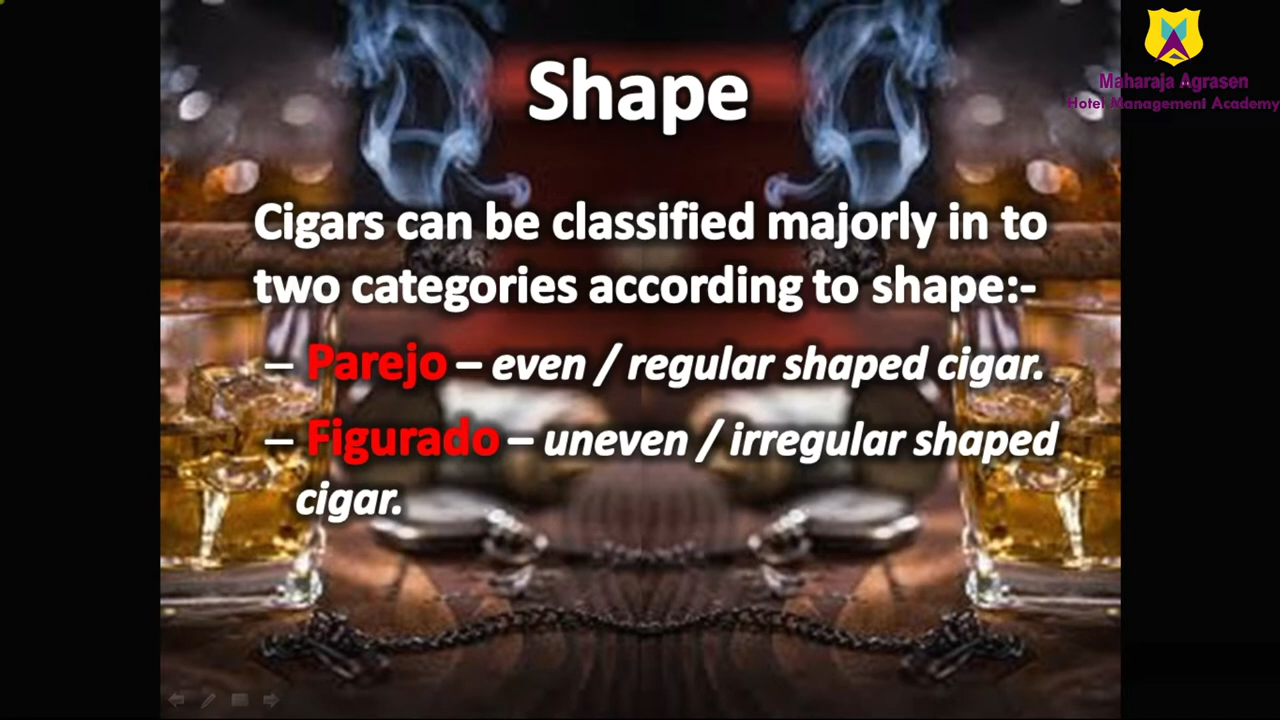 Shape
Maharaja Agrasen
Hotel Management Academy
Cigars can be classified majorly in to
two categories according to shape:-
– Parejo – even / regular shaped cigar.
– Figurado – uneven / irregular shaped
cigar.